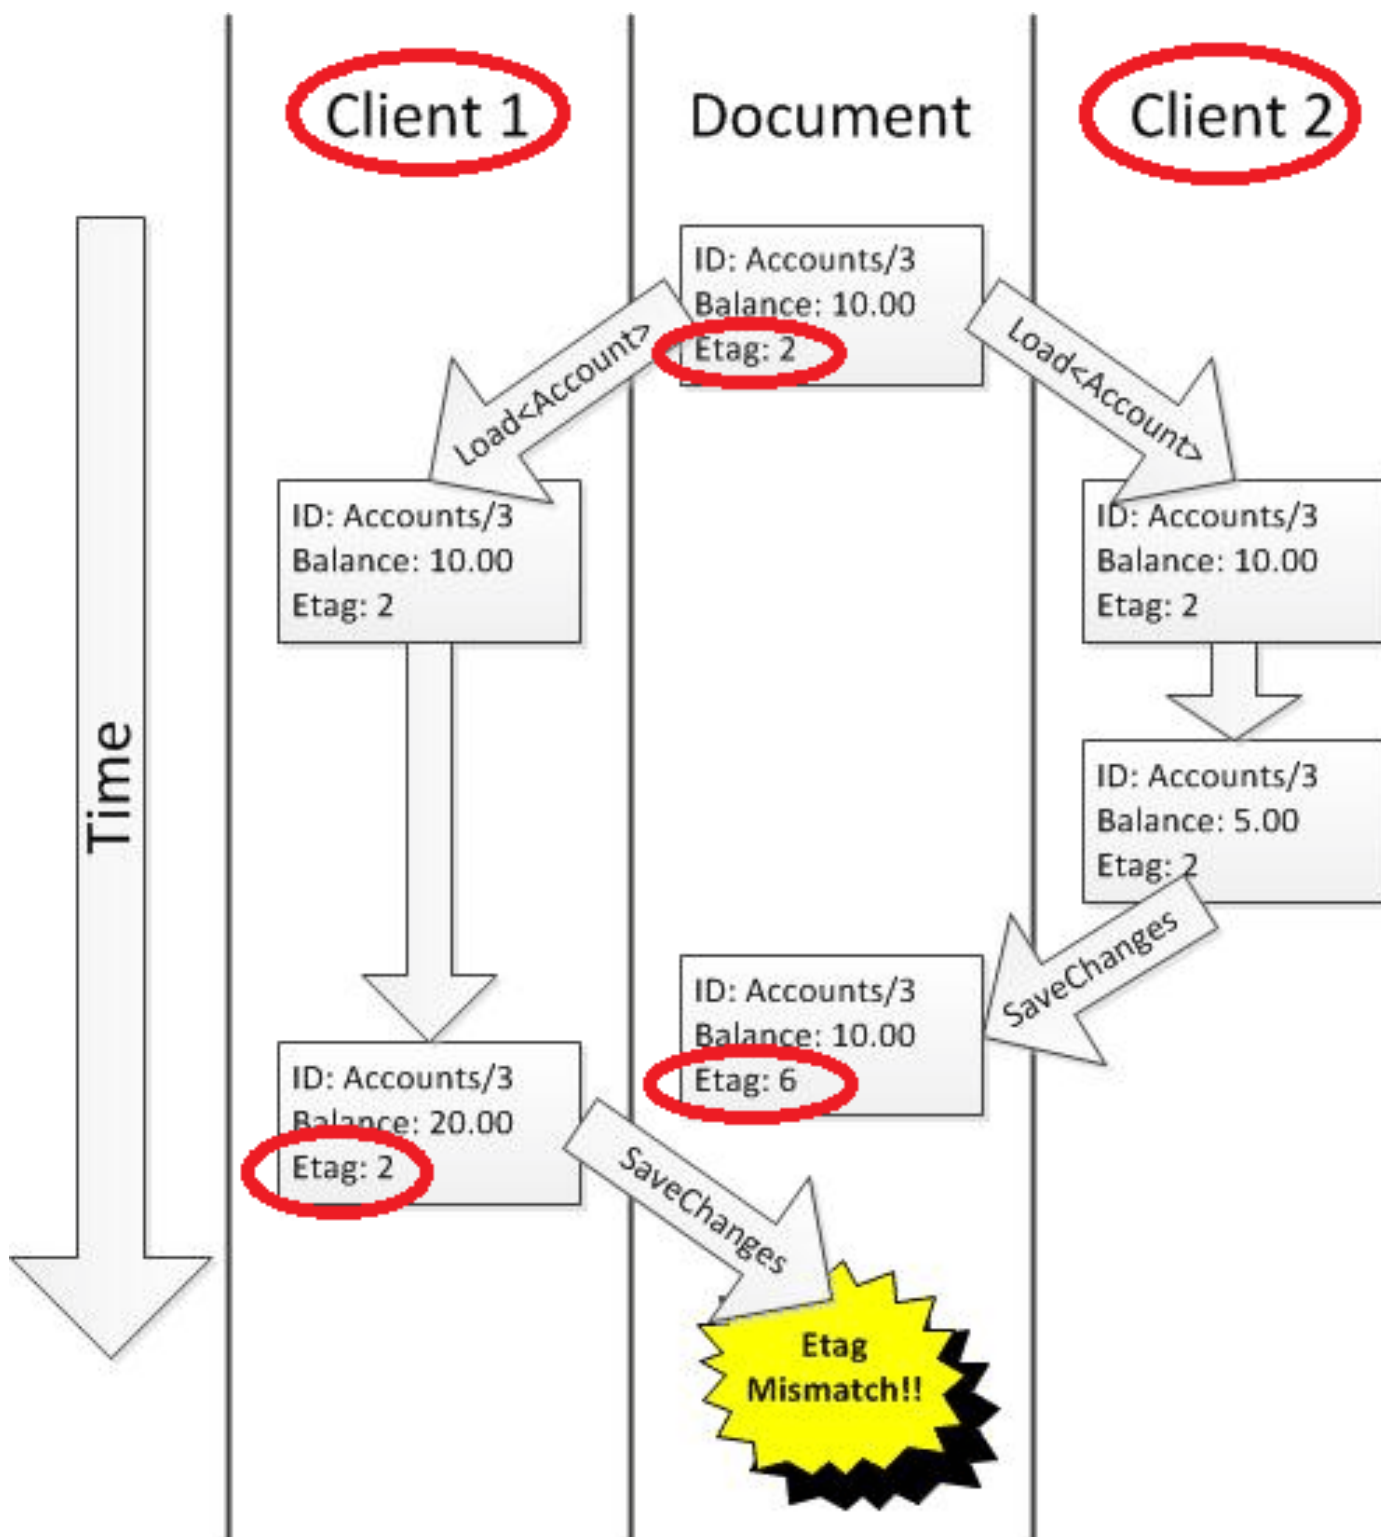 Client 1
Document
Client 2
ID: Accounts/3
Balance: 10.00
Etag: 2
Load<Account>
Load<Account>
ID: Accounts/3
Balance: 10.00
Etag: 2
ID: Accounts/3
Balance: 10.00
Etag: 2
Time
ID: Accounts/3
Balance: 5.00
Etag: 2
SaveChanges
ID: Accounts/3
Balance: 10.00
Etag: 6
ID: Accounts/3
Balance: 20.00
Etag: 2
SaveChanges
Etag
Mismatch!!